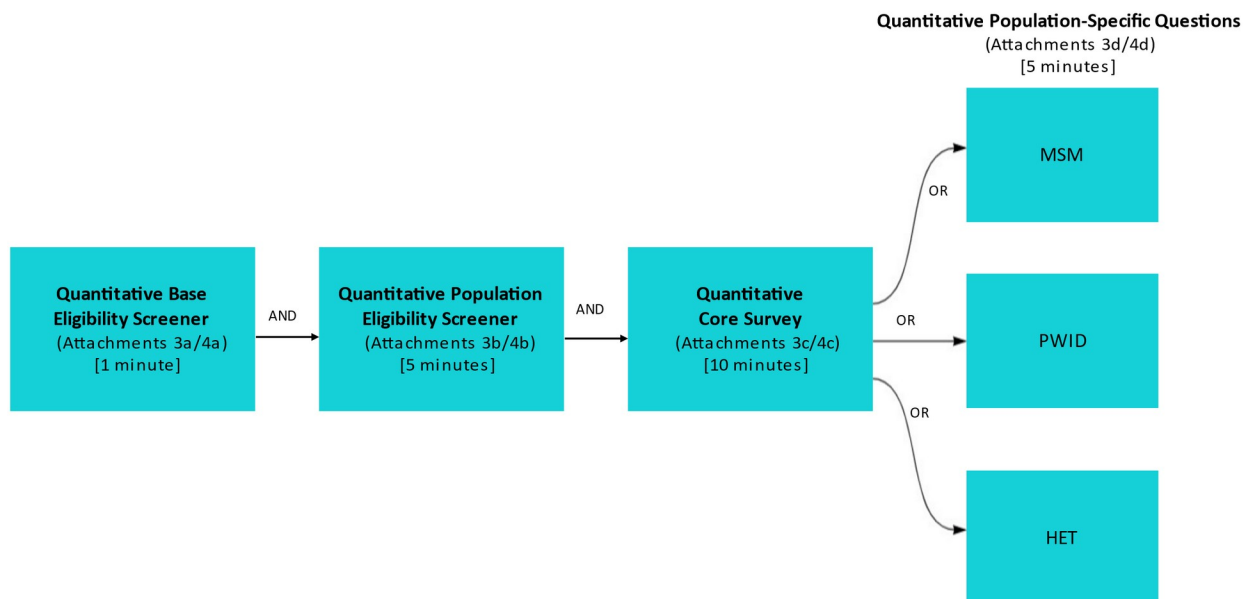 Quantitative Population-Specific Questions
(Attachments 3d/4d)
[5 minutes]
MSM
OR
Quantitative Base
Eligibility Screener
(Attachments 3a/4a)
[1 minute]
AND
Quantitative Population
Eligibility Screener
(Attachments 3b/4b)
[5 minutes]
AND
Quantitative
Core Survey
(Attachments 3c/4c)
[10 minutes]
OR
PWID
OR
HET